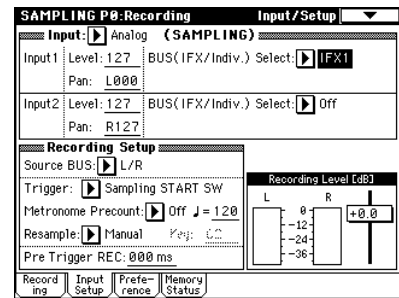 SAMPLING P0:Recording Input/Setup
Input: Analog (SAMPLING)
Input1 Level: 127 BUS(IFX/Indiv.) Select: IFX1
Pan: L000
Input2 Level: 127 BUS(IFX/Indiv.) Select: Off
Pan: R127
Recording Setup
Source BUS: L/R
Trigger: Sampling START SW
Metronome Precount: Off ♩= 120
Resample: Manual Key:
Pre Trigger REC: 000 ms
Recording Level [dB]
L R
0
-12
-24
-36
+0.0
Record ing
Input Setup
Prefe- rence
Memory Status